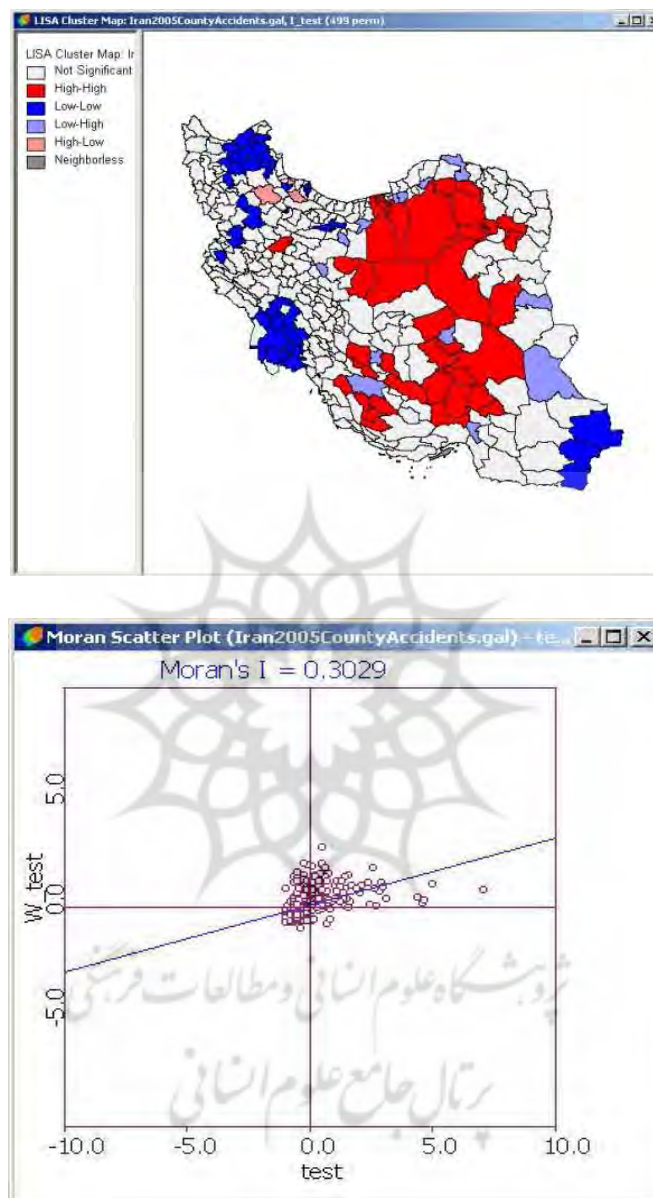 LISA Cluster Map: Iran2005CountyAccidents.gal, I_test (499 perm)
LISA Cluster Map: Ir
Not Significant
High-High
Low-Low
Low-High
High-Low
Neighborless
Moran Scatter Plot (Iran2005CountyAccidents.gal) - te...
Moran's I = 0.3029
5.0
0.0
-5.0
W_test
-10.0
-5.0
0.0
5.0
10.0
test
پژوهشگاه علوم انسانی و مطالعات فرهنگی
پرتال جامع علوم انسانی